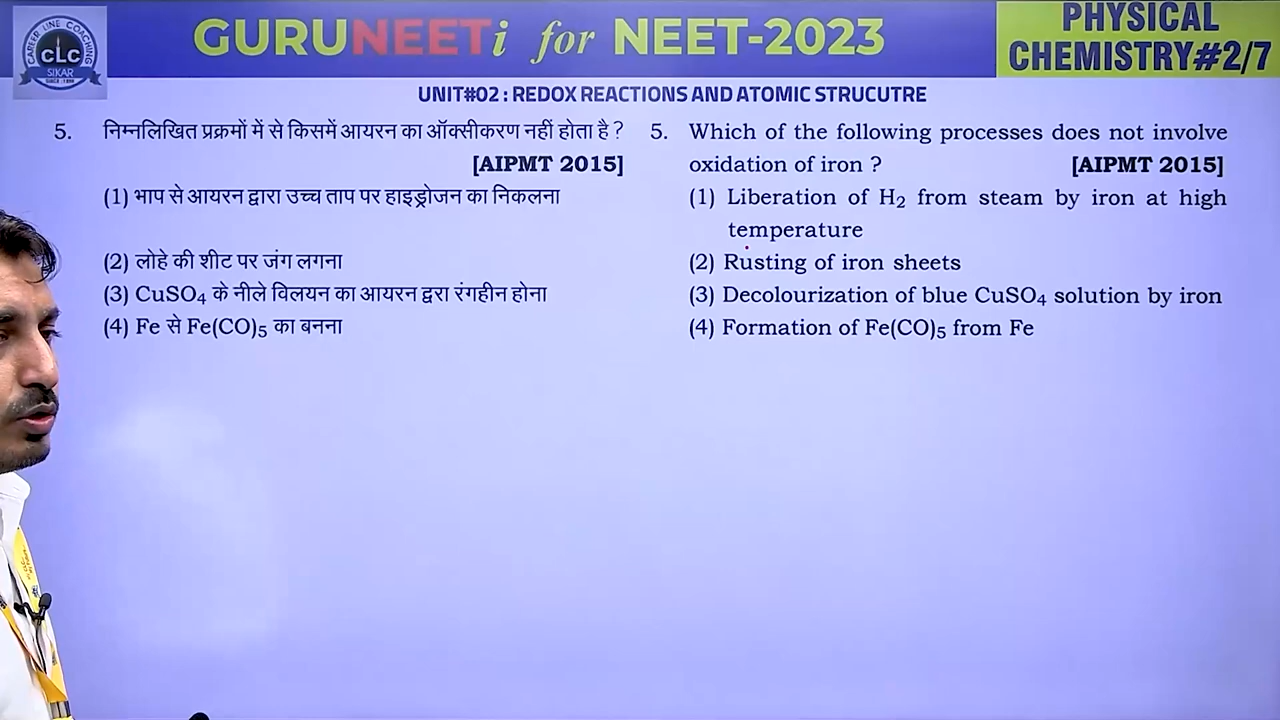 CAREER LINE COACHING
CLC
SIKAR
SINCE : 1996
GURUNEETi for NEET-2023
PHYSICAL
CHEMISTRY#2/7
UNIT#02 : REDOX REACTIONS AND ATOMIC STRUCUTRE
5. निम्नलिखित प्रक्रमों में से किसमें आयरन का ऑक्सीकरण नहीं होता है ?
[AIPMT 2015]
(1) भाप से आयरन द्वारा उच्च ताप पर हाइड्रोजन का निकलना
(2) लोहे की शीट पर जंग लगना
(3) CuSO₄ के नीले विलयन का आयरन द्वरा रंगहीन होना
(4) Fe से Fe(CO)₅ का बनना
5. Which of the following processes does not involve
oxidation of iron ? [AIPMT 2015]
(1) Liberation of H₂ from steam by iron at high
temperature
(2) Rusting of iron sheets
(3) Decolourization of blue CuSO₄ solution by iron
(4) Formation of Fe(CO)₅ from Fe